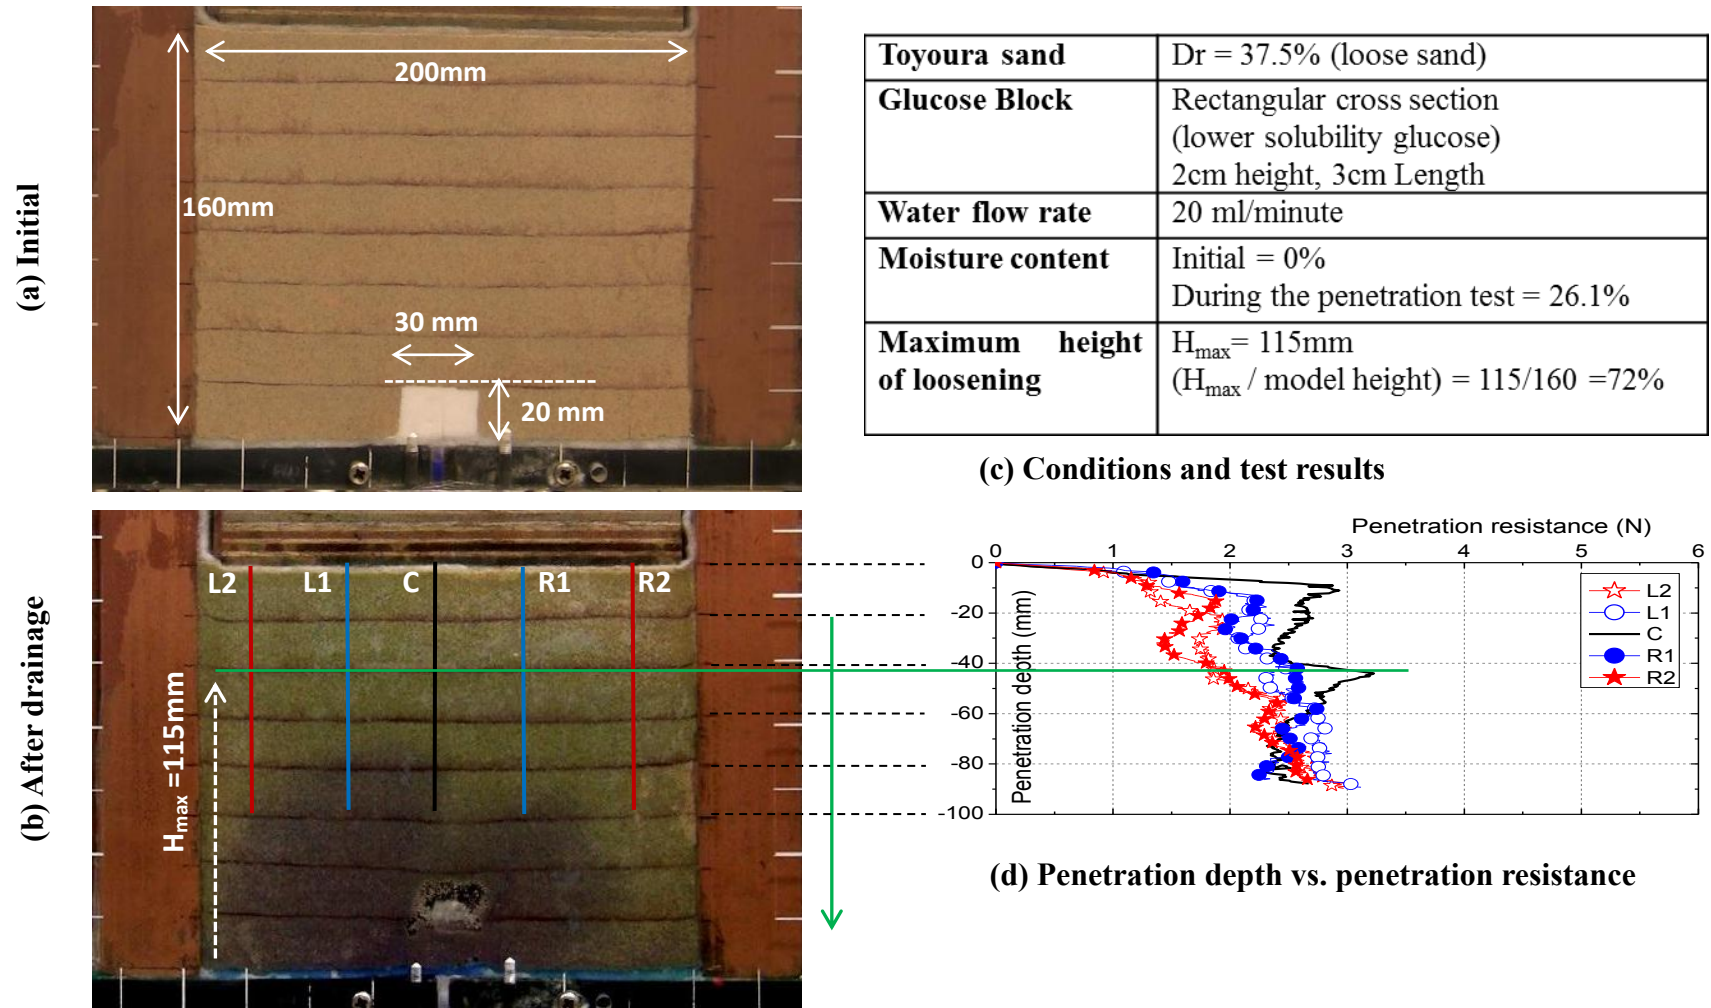 (a) Initial
200mm
160mm
30 mm
20 mm
Toyoura sand
Dr = 37.5% (loose sand)
Glucose Block
Rectangular cross section
(lower solubility glucose)
2cm height, 3cm Length
Water flow rate
20 ml/minute
Moisture content
Initial = 0%
During the penetration test = 26.1%
Maximum height
of loosening
Hmax= 115mm
(Hmax / model height) = 115/160 =72%
(c) Conditions and test results
(b) After drainage
L2 L1 C R1 R2
Hmax =115mm
Penetration resistance (N)
0 1 2 3 4 5 6
0
-20
-40
-60
-80
-100
Penetration depth (mm)
L2
L1
C
R1
R2
(d) Penetration depth vs. penetration resistance